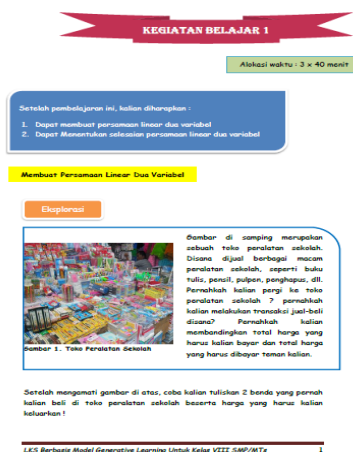 KEGIATAN BELAJAR 1
Alokasi waktu : 3 x 40 menit
Setelah pembelajaran ini, kalian diharapkan :
1. Dapat membuat persamaan linear dua variabel
2. Dapat Menentukan selesaian persamaan linear dua variabel
Membuat Persamaan Linear Dua Variabel
Eksplorasi
Gambar di samping merupakan
sebuah toko peralatan sekolah.
Disana dijual berbagai macam
peralatan sekolah, seperti buku
tulis, pensil, pulpen, penghapus, dll.
Pernahkah kalian pergi ke toko
peralatan sekolah ? pernahkah
kalian melakukan transaksi jual-beli
disana? Pernahkah kalian
membandingkan total harga yang
harus kalian bayar dan total harga
yang harus dibayar teman kalian.
Gambar 1. Toko Peralatan Sekolah
Setelah mengamati gambar di atas, coba kalian tuliskan 2 benda yang pernah
kalian beli di toko peralatan sekolah beserta harga yang harus kalian
keluarkan !
LKS Berbasis Model Generative Learning Untuk Kelas VIII SMP/MTs 1